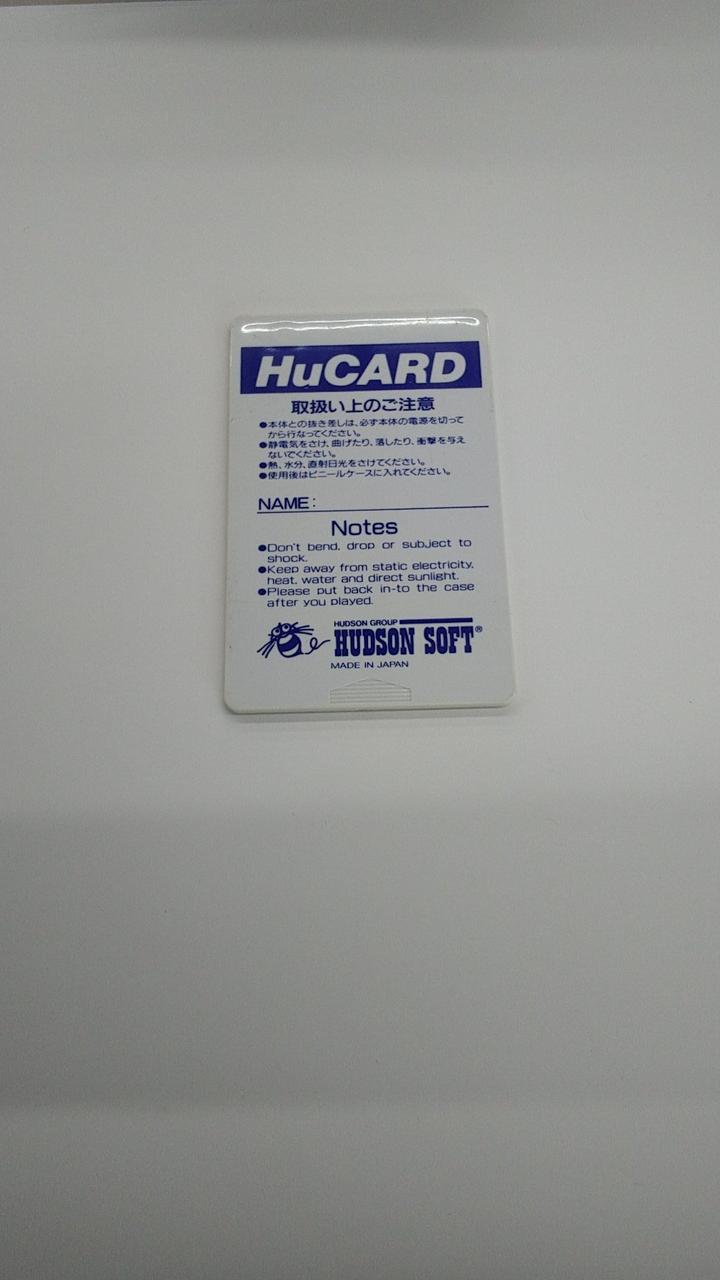 HuCARD
取扱い上のご注意
●本体との抜き差しは、必ず本体の電源を切って
から行なってください。
●静電気をさけ、曲げたり、落したり、衝撃を与え
ないでください。
●熱、水分、直射日光をさけてください。
●使用後はビニールケースに入れてください。
NAME:
Notes
●Don't bend, drop or subject to
shock.
●Keep away from static electricity,
heat, water and direct sunlight.
●Please put back in-to the case
after you played.
HUDSON GROUP
HUDSON SOFT®
MADE IN JAPAN